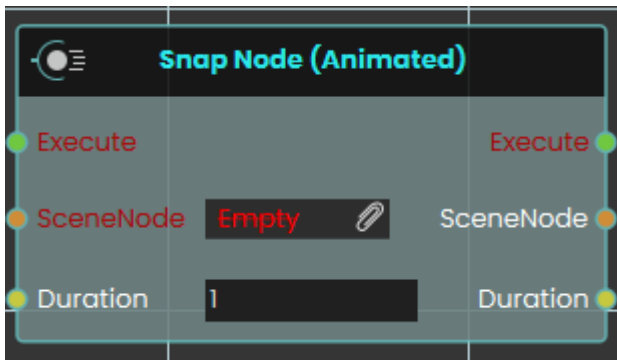 Snap Node (Animated)
Execute Execute
SceneNode Empty SceneNode
Duration 1 Duration